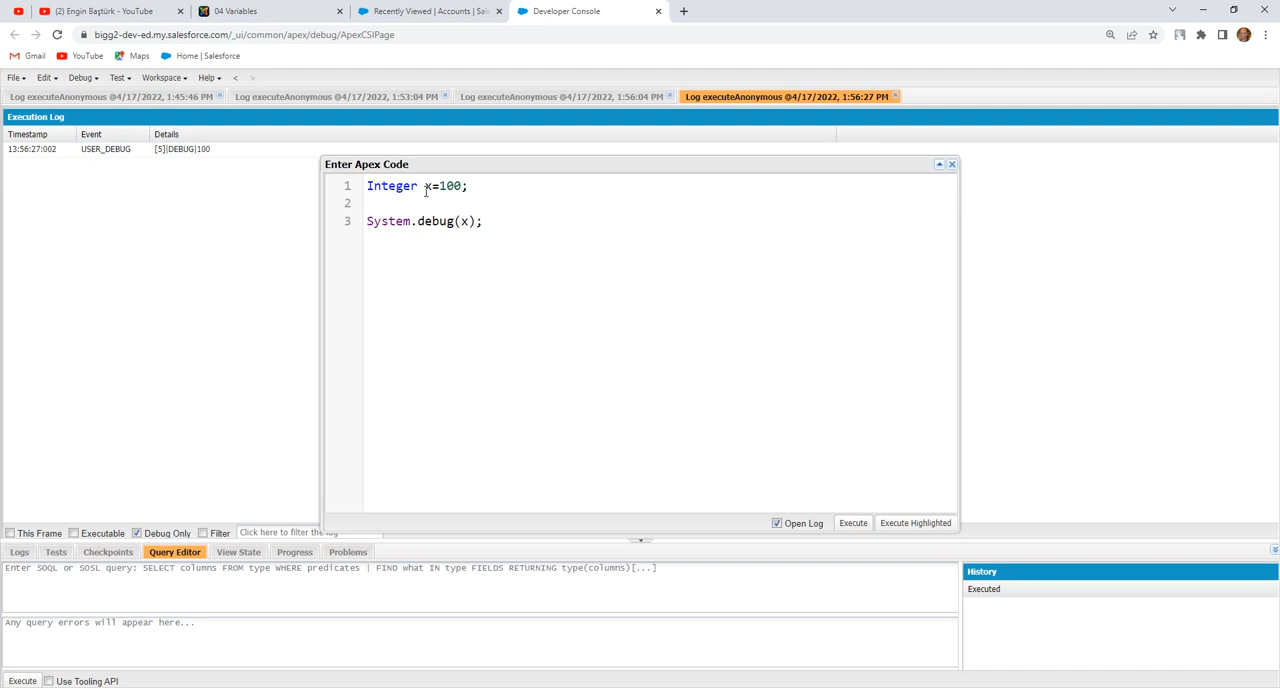 (2) Engin Baştürk - YouTube
04 Variables
Recently Viewed | Accounts | Sale
Developer Console
bigg2-dev-ed.my.salesforce.com/_ui/common/apex/debug/ApexCSIPage
Gmail
YouTube
Maps
Home | Salesforce
File
Edit
Debug
Test
Workspace
Help
<
>
Log executeAnonymous @4/17/2022, 1:45:46 PM
Log executeAnonymous @4/17/2022, 1:53:04 PM
Log executeAnonymous @4/17/2022, 1:56:04 PM
Log executeAnonymous @4/17/2022, 1:56:27 PM
Execution Log
Timestamp Event Details
13:56:27:002 USER_DEBUG [5]|DEBUG|100
Enter Apex Code
1 Integer x=100;
2
3 System.debug(x);
Open Log Execute Execute Highlighted
This Frame Executable Debug Only Filter Click here to filter the log
Logs Tests Checkpoints Query Editor View State Progress Problems
Enter SOQL or SOSL query: SELECT columns FROM type WHERE predicates | FIND what IN type FIELDS RETURNING type(columns)[...]
History
Executed
Any query errors will appear here...
Execute Use Tooling API